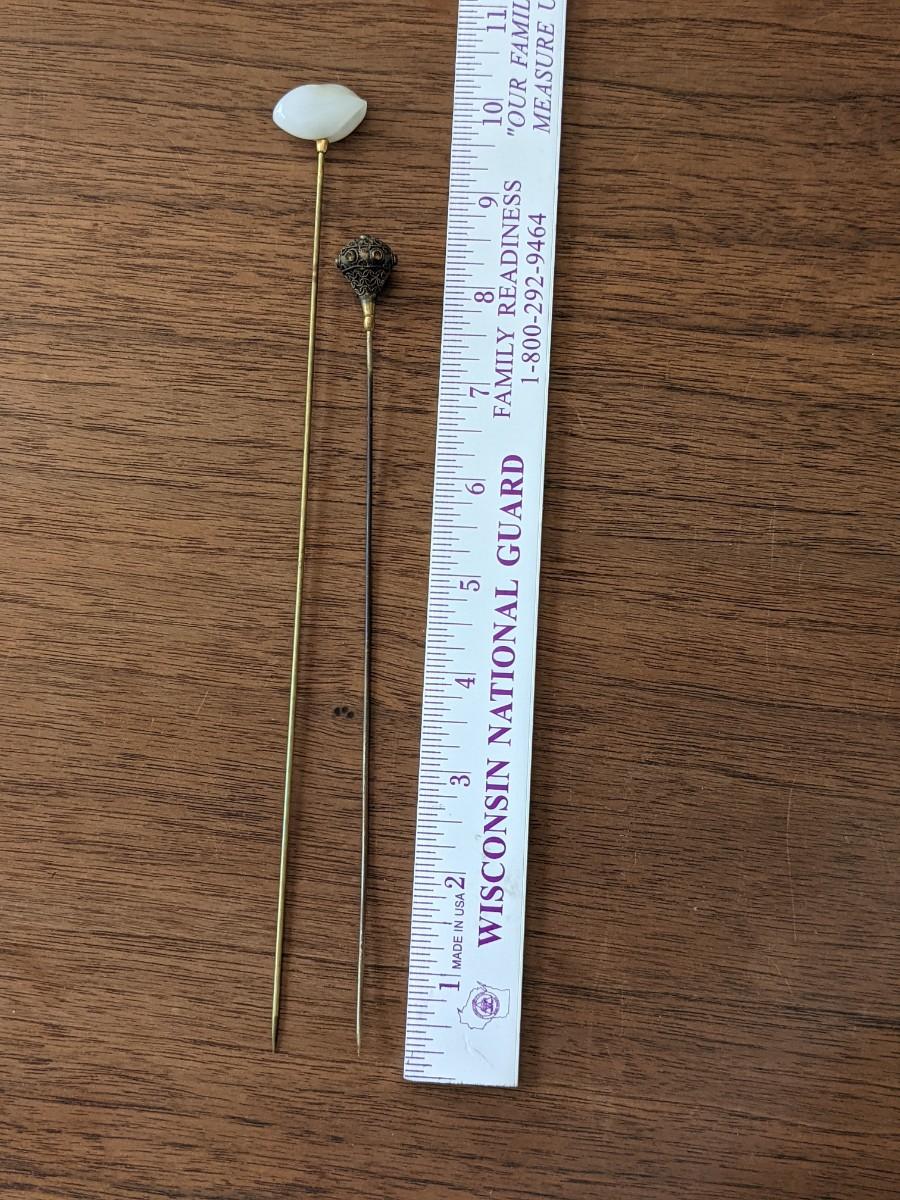 "OUR FAMIL
MEASURE U
FAMILY READINESS
1-800-292-9464
WISCONSIN NATIONAL GUARD
MADE IN USA
11
10
9
8
7
6
5
4
3
2
1